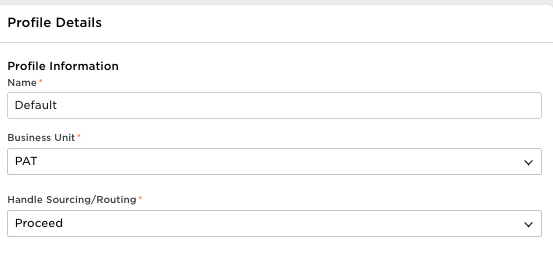 Profile Details
Profile Information
Name*
Default
Business Unit*
PAT
Handle Sourcing/Routing*
Proceed